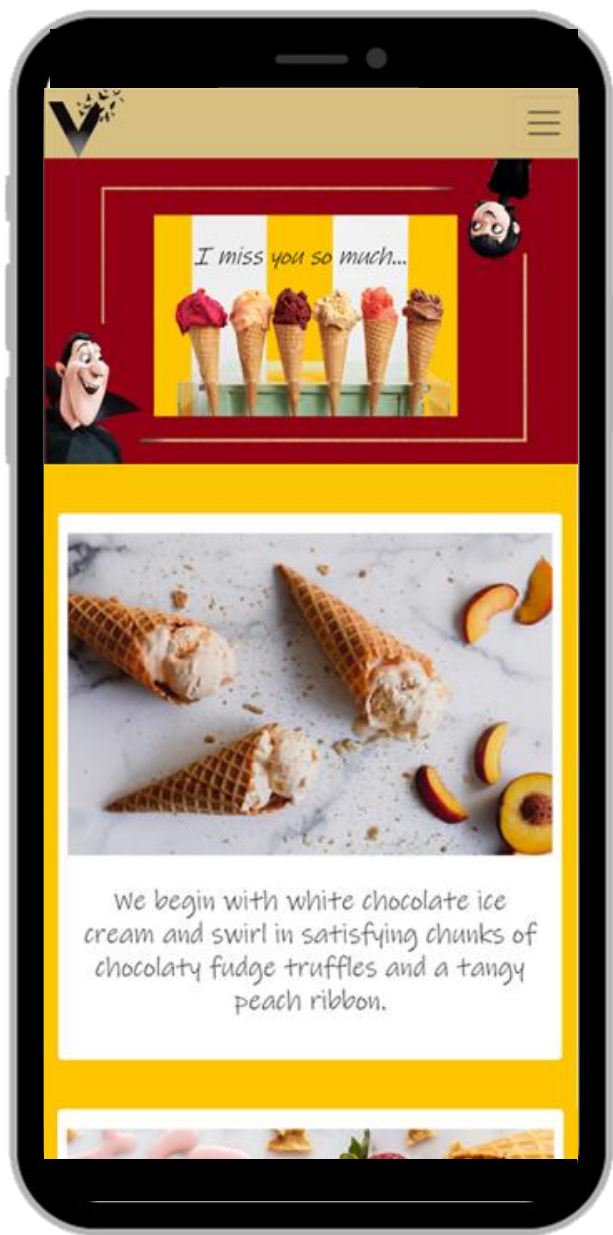 V
I miss you so much...
We begin with white chocolate ice
cream and swirl in satisfying chunks of
chocolaty fudge truffles and a tangy
peach ribbon.